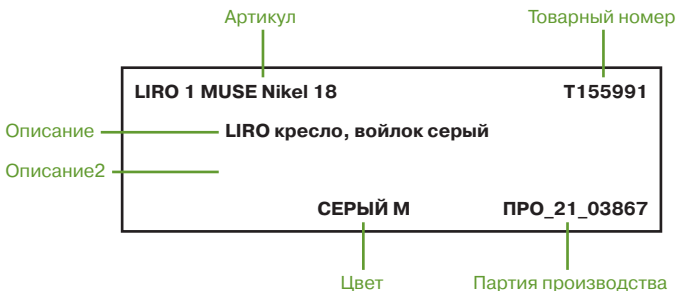 Артикул Товарный номер
LIRO 1 MUSE Nikel 18 T155991
Описание LIRO кресло, войлок серый
Описание2
СЕРЫЙ М ПРО_21_03867
Цвет Партия производства